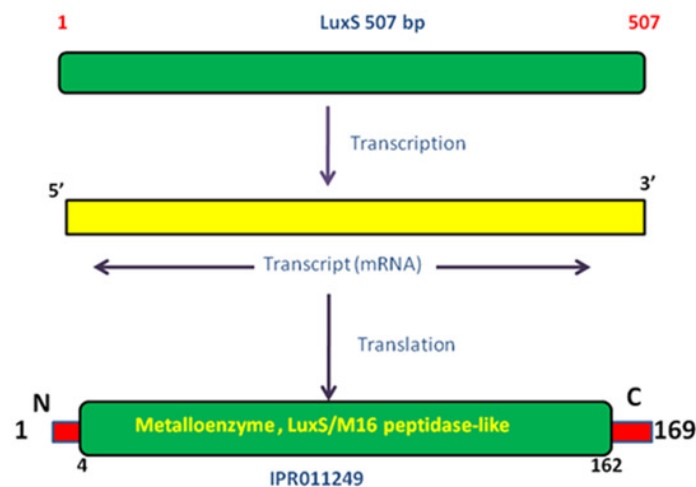 1 LuxS 507 bp 507
Transcription
5’ 3’
Transcript (mRNA)
Translation
N C
1 Metalloenzyme, LuxS/M16 peptidase-like 169
4 162
IPR011249